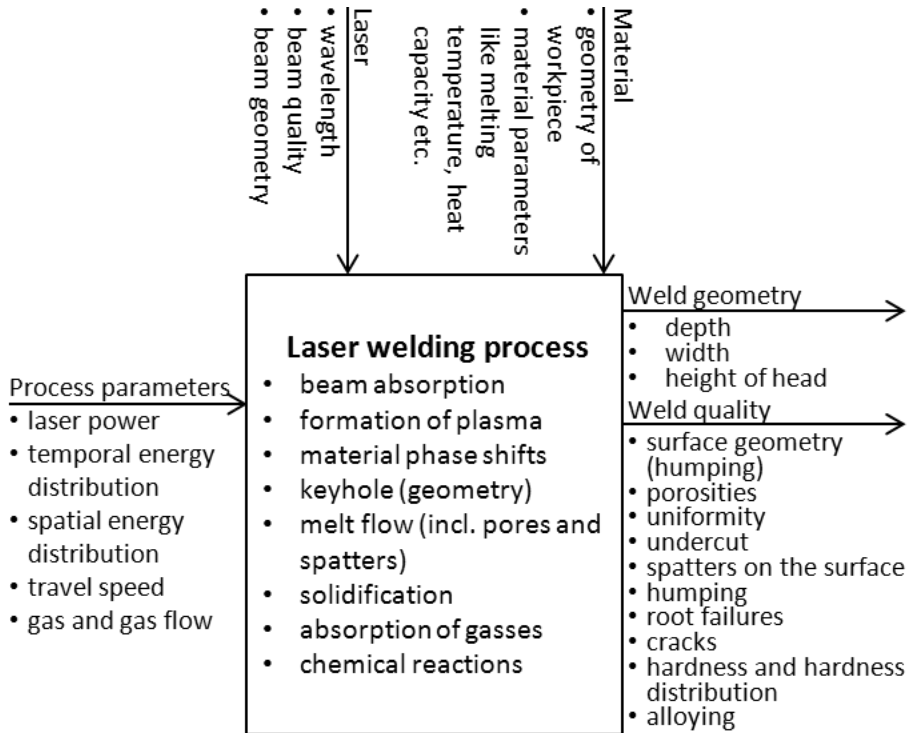 Laser
• wavelength
• beam quality
• beam geometry
Material
• geometry of
workpiece
• material parameters
like melting
temperature, heat
capacity etc.
Process parameters
• laser power
• temporal energy
distribution
• spatial energy
distribution
• travel speed
• gas and gas flow
Laser welding process
• beam absorption
• formation of plasma
• material phase shifts
• keyhole (geometry)
• melt flow (incl. pores and
spatters)
• solidification
• absorption of gasses
• chemical reactions
Weld geometry
• depth
• width
• height of head
Weld quality
• surface geometry
(humping)
• porosities
• uniformity
• undercut
• spatters on the surface
• humping
• root failures
• cracks
• hardness and hardness
distribution
• alloying